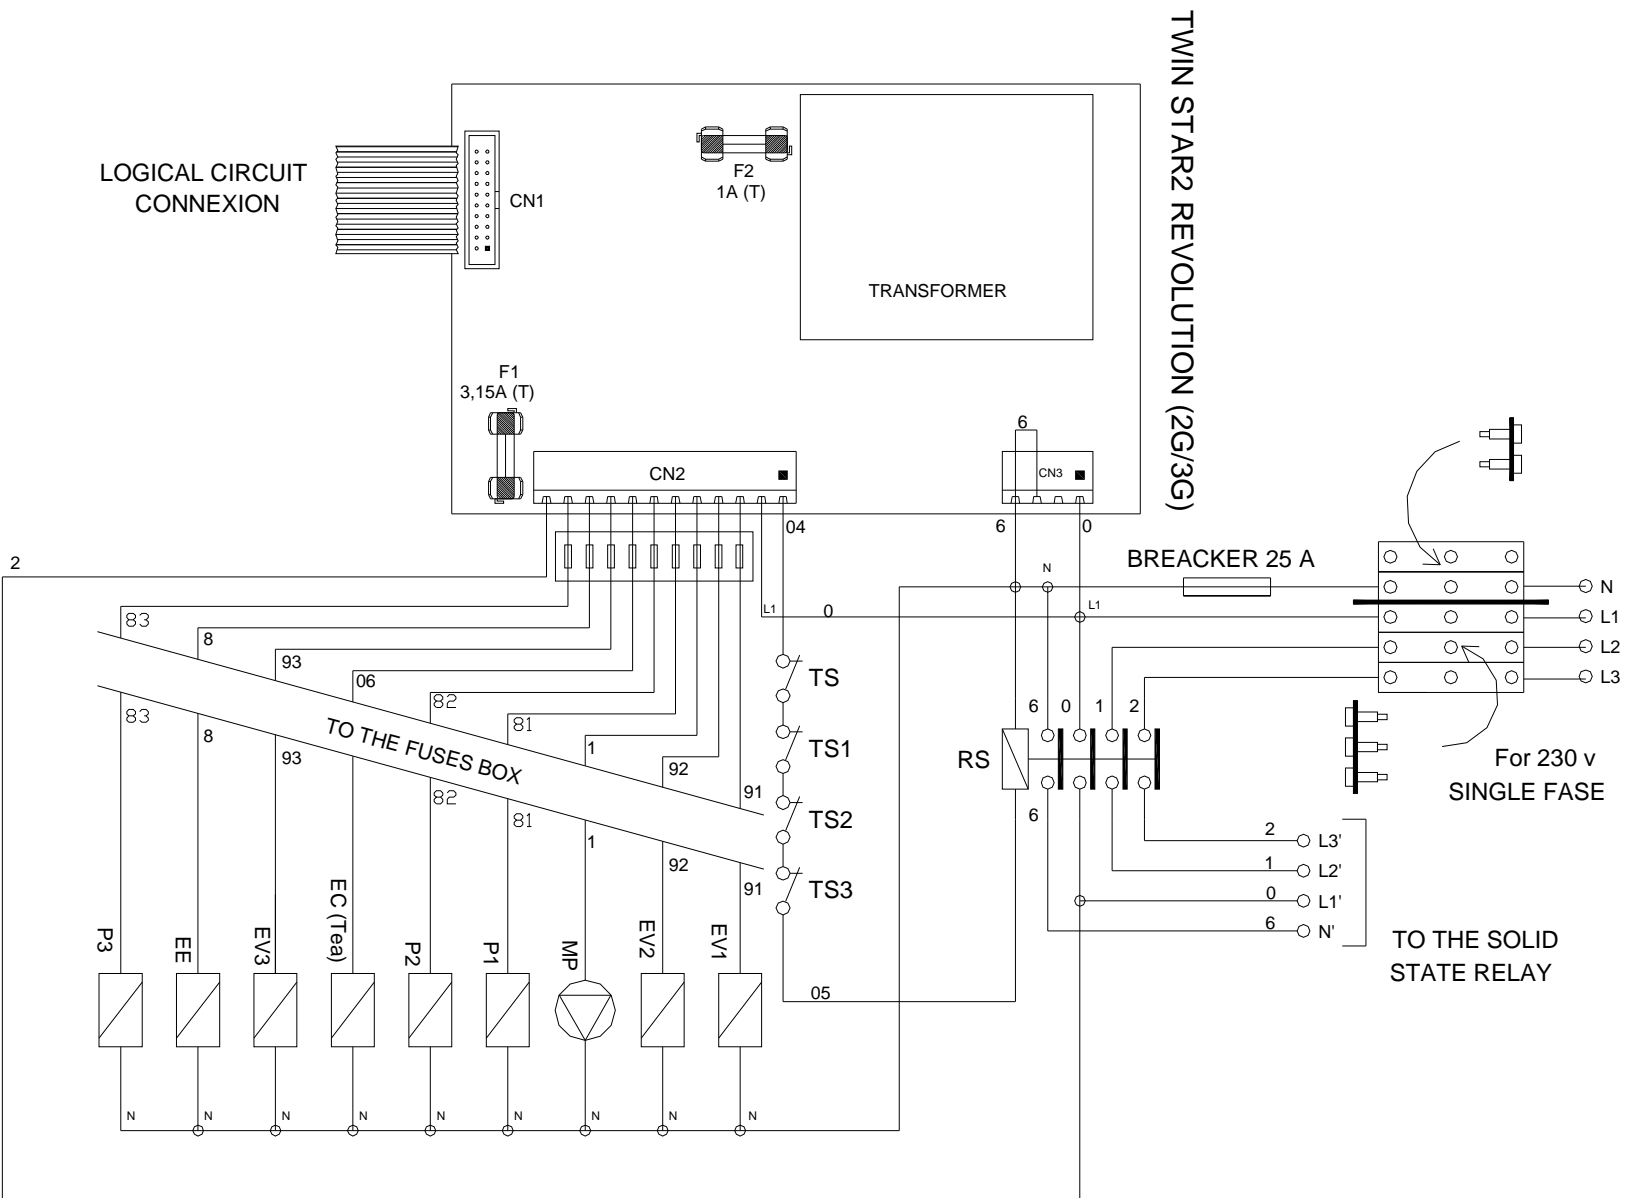 TWIN STAR2 REVOLUTION (2G/3G)
LOGICAL CIRCUIT
CONNEXION
CN1
F2
1A (T)
TRANSFORMER
F1
3,15A (T)
CN2
6
CN3
04
6
0
2
N
BREACKER 25 A
N
L1
L2
L3
L1
0
L1
83
8
93
06
82
81
1
92
91
TO THE FUSES BOX
83
8
93
82
81
1
92
91
TS
TS1
TS2
TS3
6
0
1
2
RS
6
For 230 v
SINGLE FASE
2
L3'
1
L2'
0
L1'
6
N'
TO THE SOLID
STATE RELAY
P3
EE
EV3
EC (Tea)
P2
P1
MP
EV2
EV1
05
N
N
N
N
N
N
N
N
N